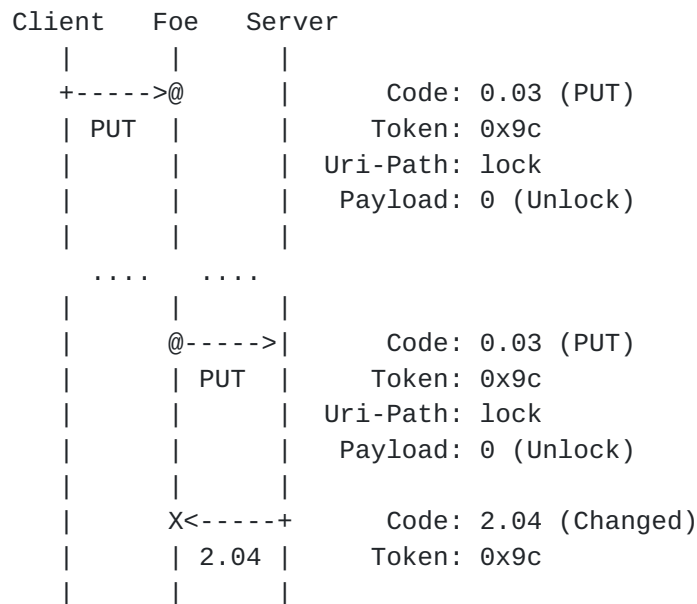 Client   Foe   Server
   |      |      |
   +----->@      |      Code: 0.03 (PUT)
   | PUT  |      |     Token: 0x9c
   |      |      |  Uri-Path: lock
   |      |      |   Payload: 0 (Unlock)
   |      |      |
     ....   ....
   |      |      |
   |      @----->|      Code: 0.03 (PUT)
   |      | PUT  |     Token: 0x9c
   |      |      |  Uri-Path: lock
   |      |      |   Payload: 0 (Unlock)
   |      |      |
   |      X<-----+      Code: 2.04 (Changed)
   |      | 2.04 |     Token: 0x9c
   |      |      |